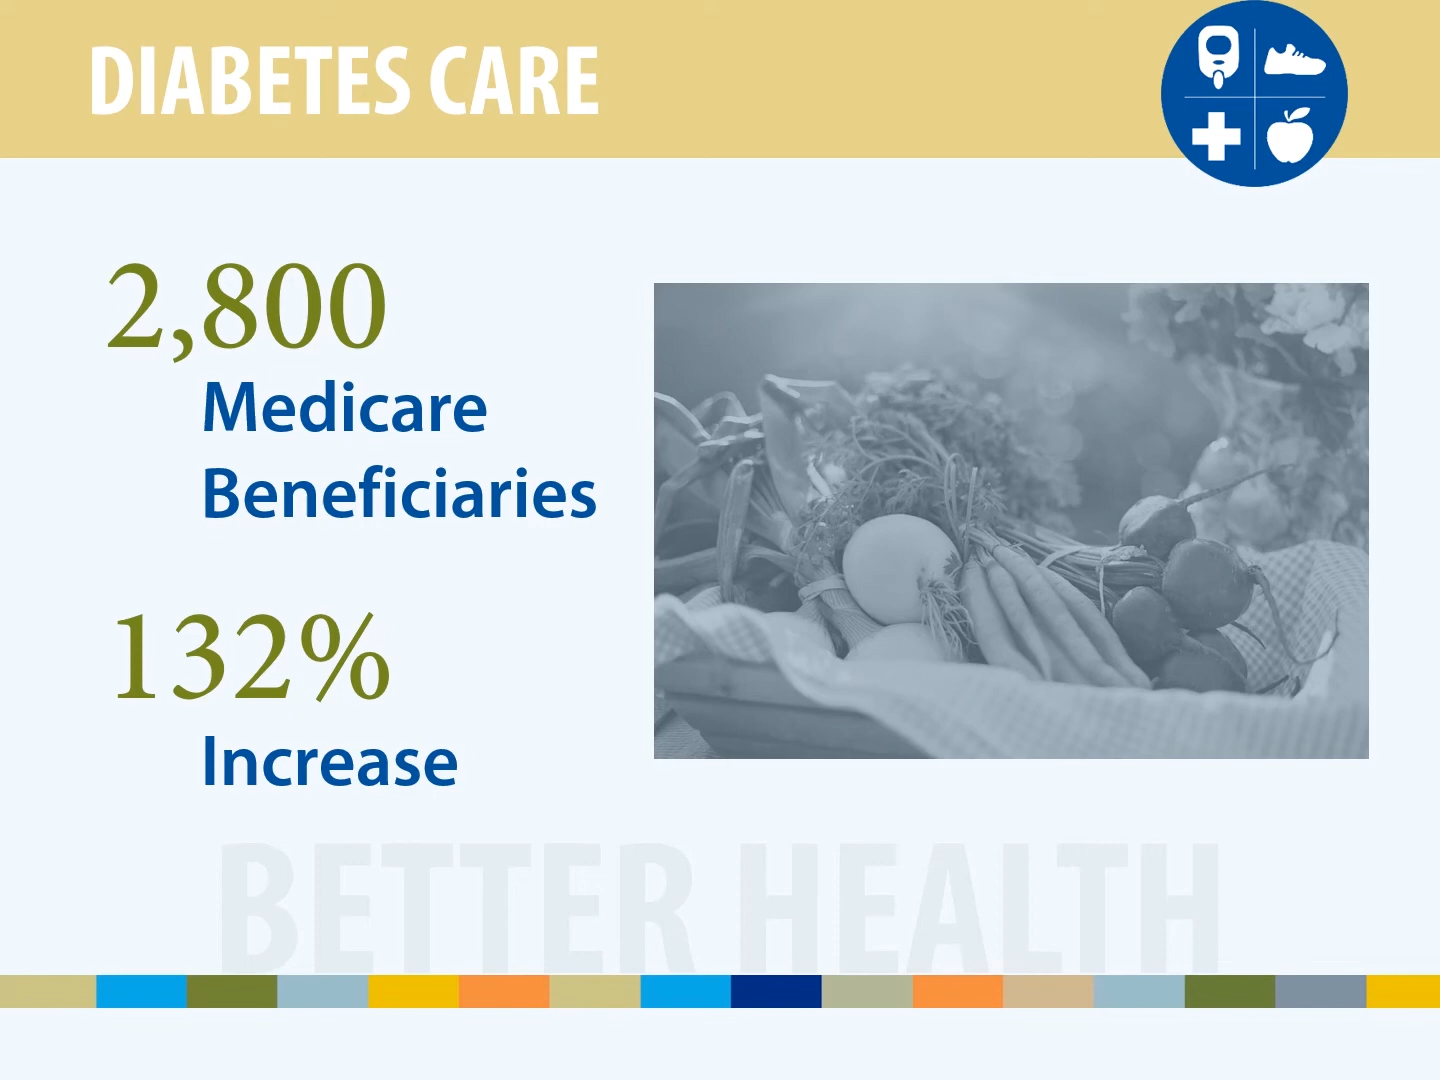 DIABETES CARE
2,800
Medicare
Beneficiaries
132%
Increase
BETTER HEALTH